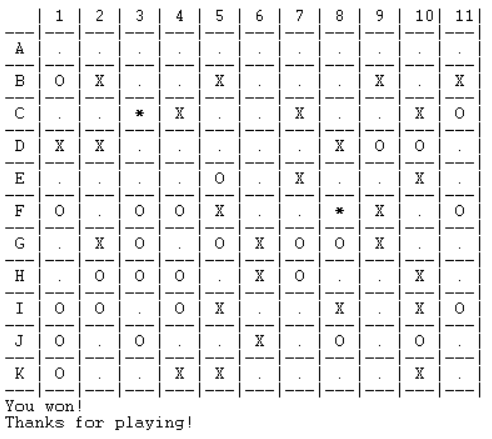 | 1 | 2 | 3 | 4 | 5 | 6 | 7 | 8 | 9 | 10| 11|
A | . | . | . | . | . | . | . | . | . | . | . |
B | O | X | . | . | X | . | . | . | X | . | X |
C | . | . | * | X | . | . | X | . | . | X | O |
D | X | X | . | . | . | . | . | X | O | O | . |
E | . | . | . | . | O | . | X | . | . | X | . |
F | O | . | O | O | X | . | . | * | X | . | O |
G | . | X | O | . | O | X | O | O | X | . | . |
H | . | O | O | O | . | X | O | . | . | X | . |
I | O | O | . | O | X | . | . | X | . | X | O |
J | O | . | O | . | . | X | . | O | . | O | . |
K | O | . | . | X | X | . | . | . | . | X | . |
You won!
Thanks for playing!